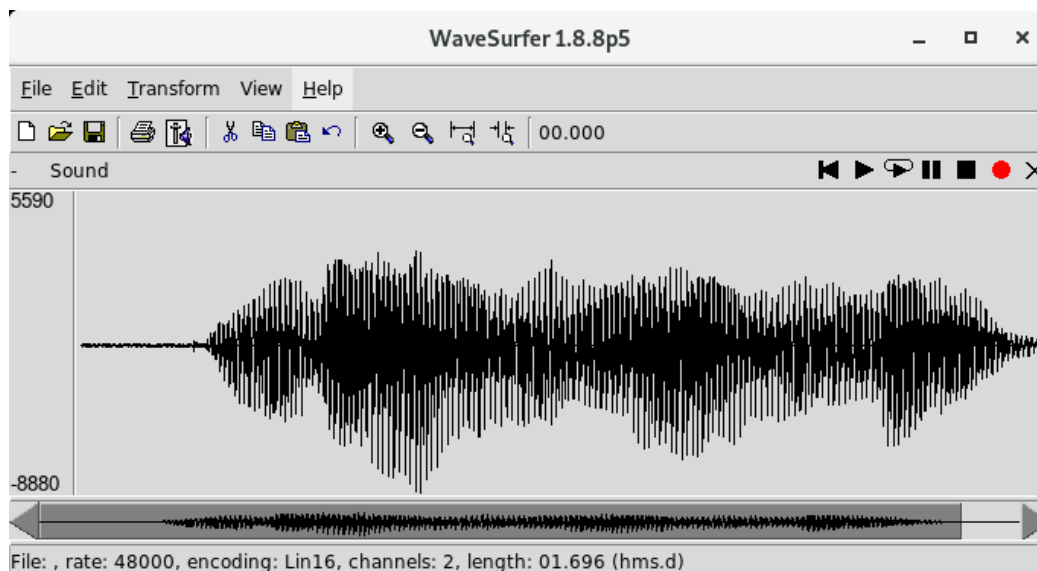 WaveSurfer 1.8.8p5
File Edit Transform View Help
00.000
- Sound
5590
-8880
File: , rate: 48000, encoding: Lin16, channels: 2, length: 01.696 (hms.d)